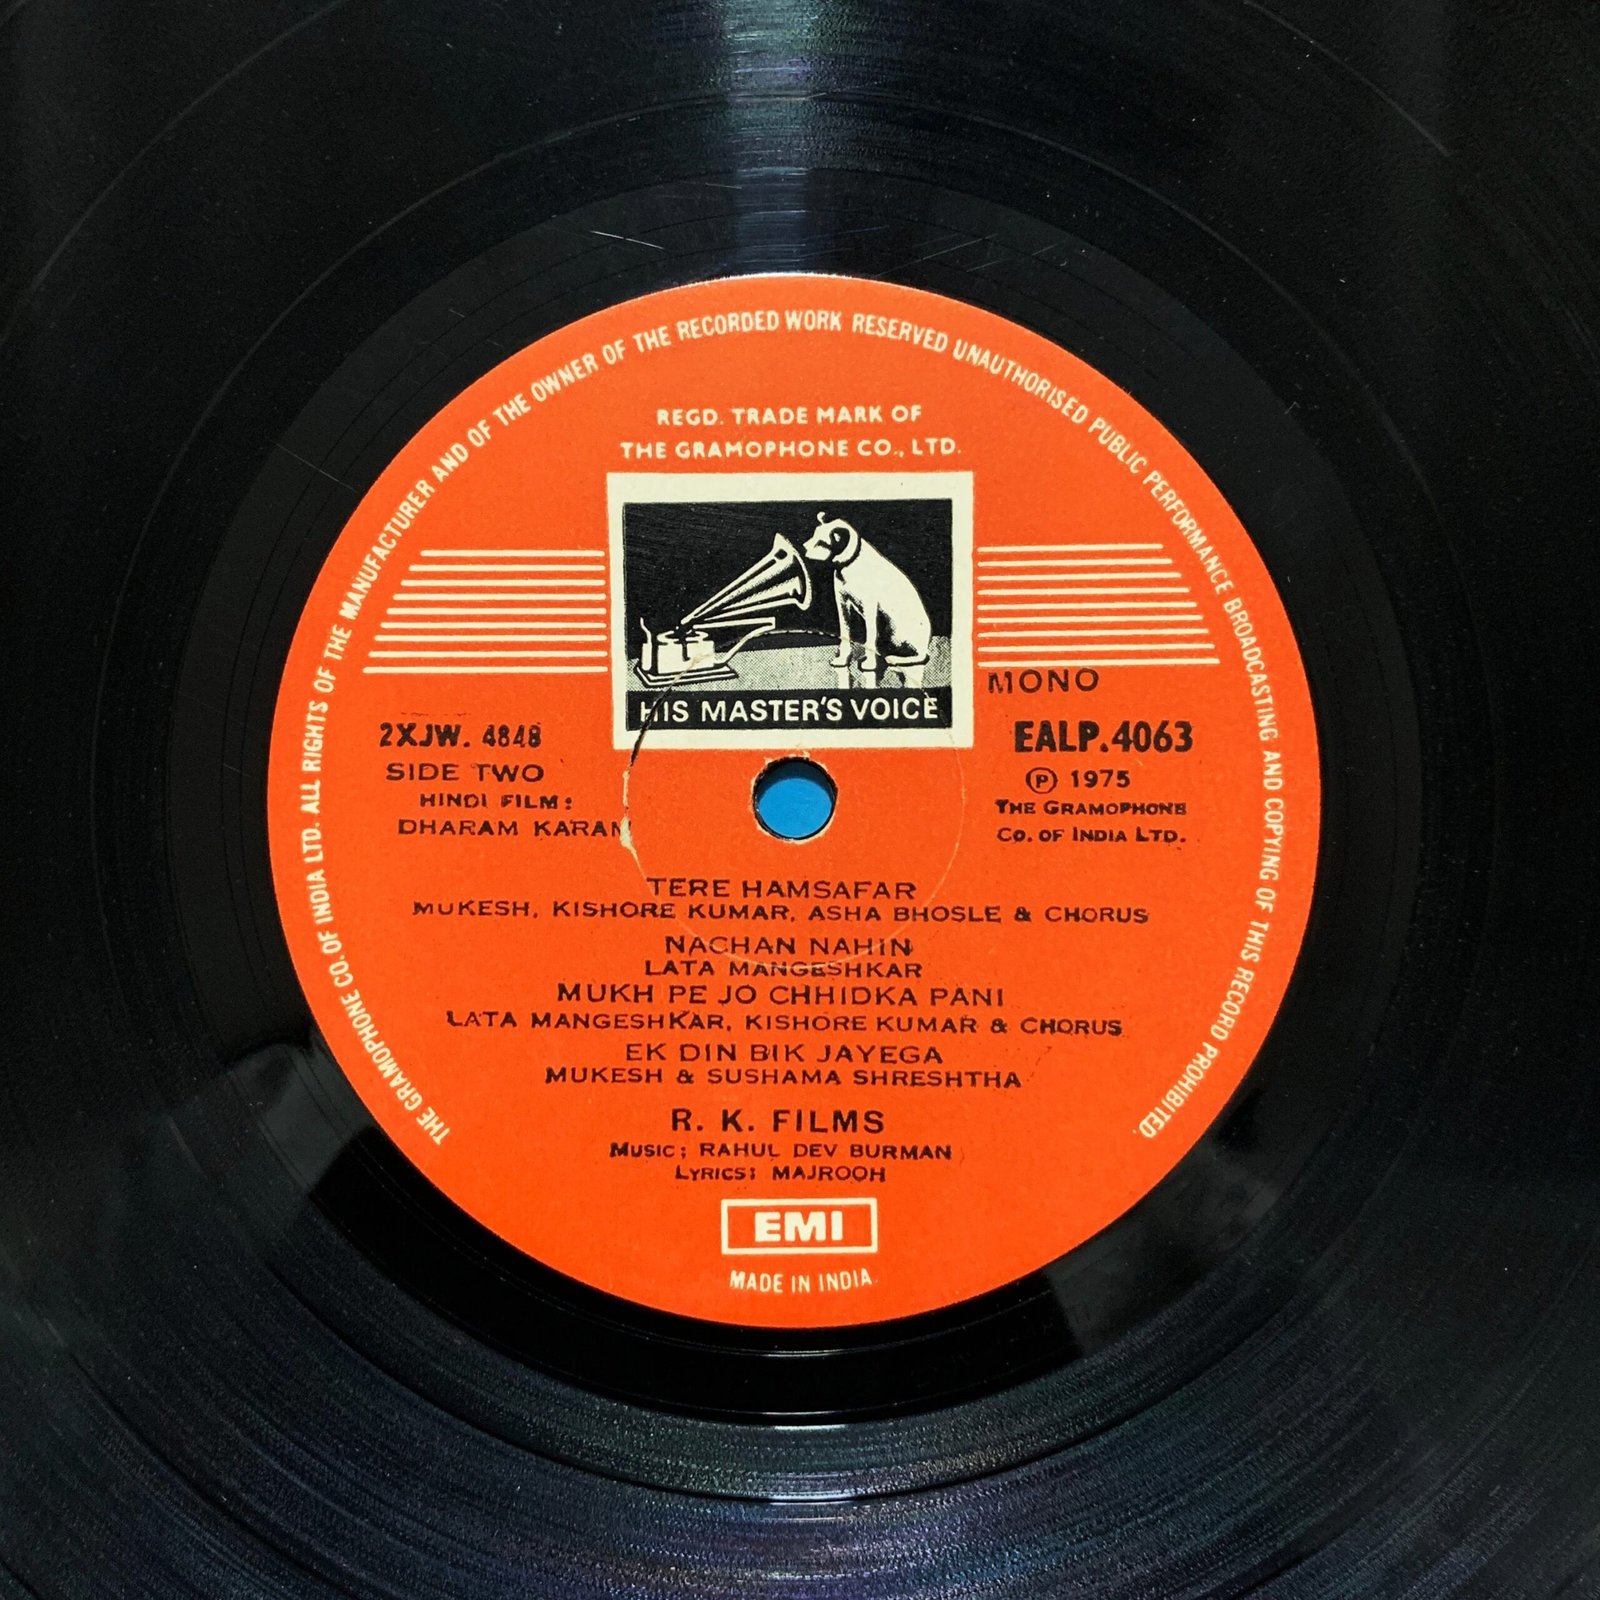 THE GRAMOPHONE CO. OF INDIA LTD. ALL RIGHTS OF THE MANUFACTURER AND OF THE OWNER OF THE RECORDED WORK RESERVED UNAUTHORISED PUBLIC PERFORMANCE BROADCASTING AND COPYING OF THIS RECORD PROHIBITED.
REGD. TRADE MARK OF
THE GRAMOPHONE CO., LTD.
HIS MASTER'S VOICE
MONO
2XJW. 4848
EALP.4063
SIDE TWO
℗ 1975
HINDI FILM:
THE GRAMOPHONE
DHARAM KARAM
CO. OF INDIA LTD.
TERE HAMSAFAR
MUKESH, KISHORE KUMAR, ASHA BHOSLE & CHORUS
NACHAN NAHIN
LATA MANGESHKAR
MUKH PE JO CHHIDKA PANI
LATA MANGESHKAR, KISHORE KUMAR & CHORUS
EK DIN BIK JAYEGA
MUKESH & SUSHAMA SHRESHTHA
R. K. FILMS
MUSIC: RAHUL DEV BURMAN
LYRICS: MAJROOH
EMI
MADE IN INDIA.